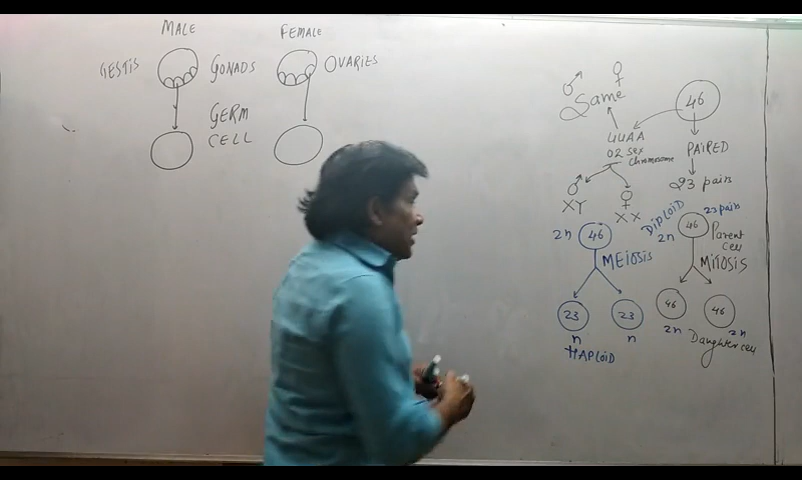 MALE
FEMALE
GESTIS
GONADS
OVARIES
GERM
CELL
♂ ♀
Same
46
44AA
02 Sex
Chromosome
PAIRED
23 pairs
♂ ♀
XY
XX
2n
46
MEIOSIS
23 23
n n
HAPLOID
DIPLOID
2n
46
23 pairs
Parent
cell
MITOSIS
46 46
2n 2n
Daughter cell